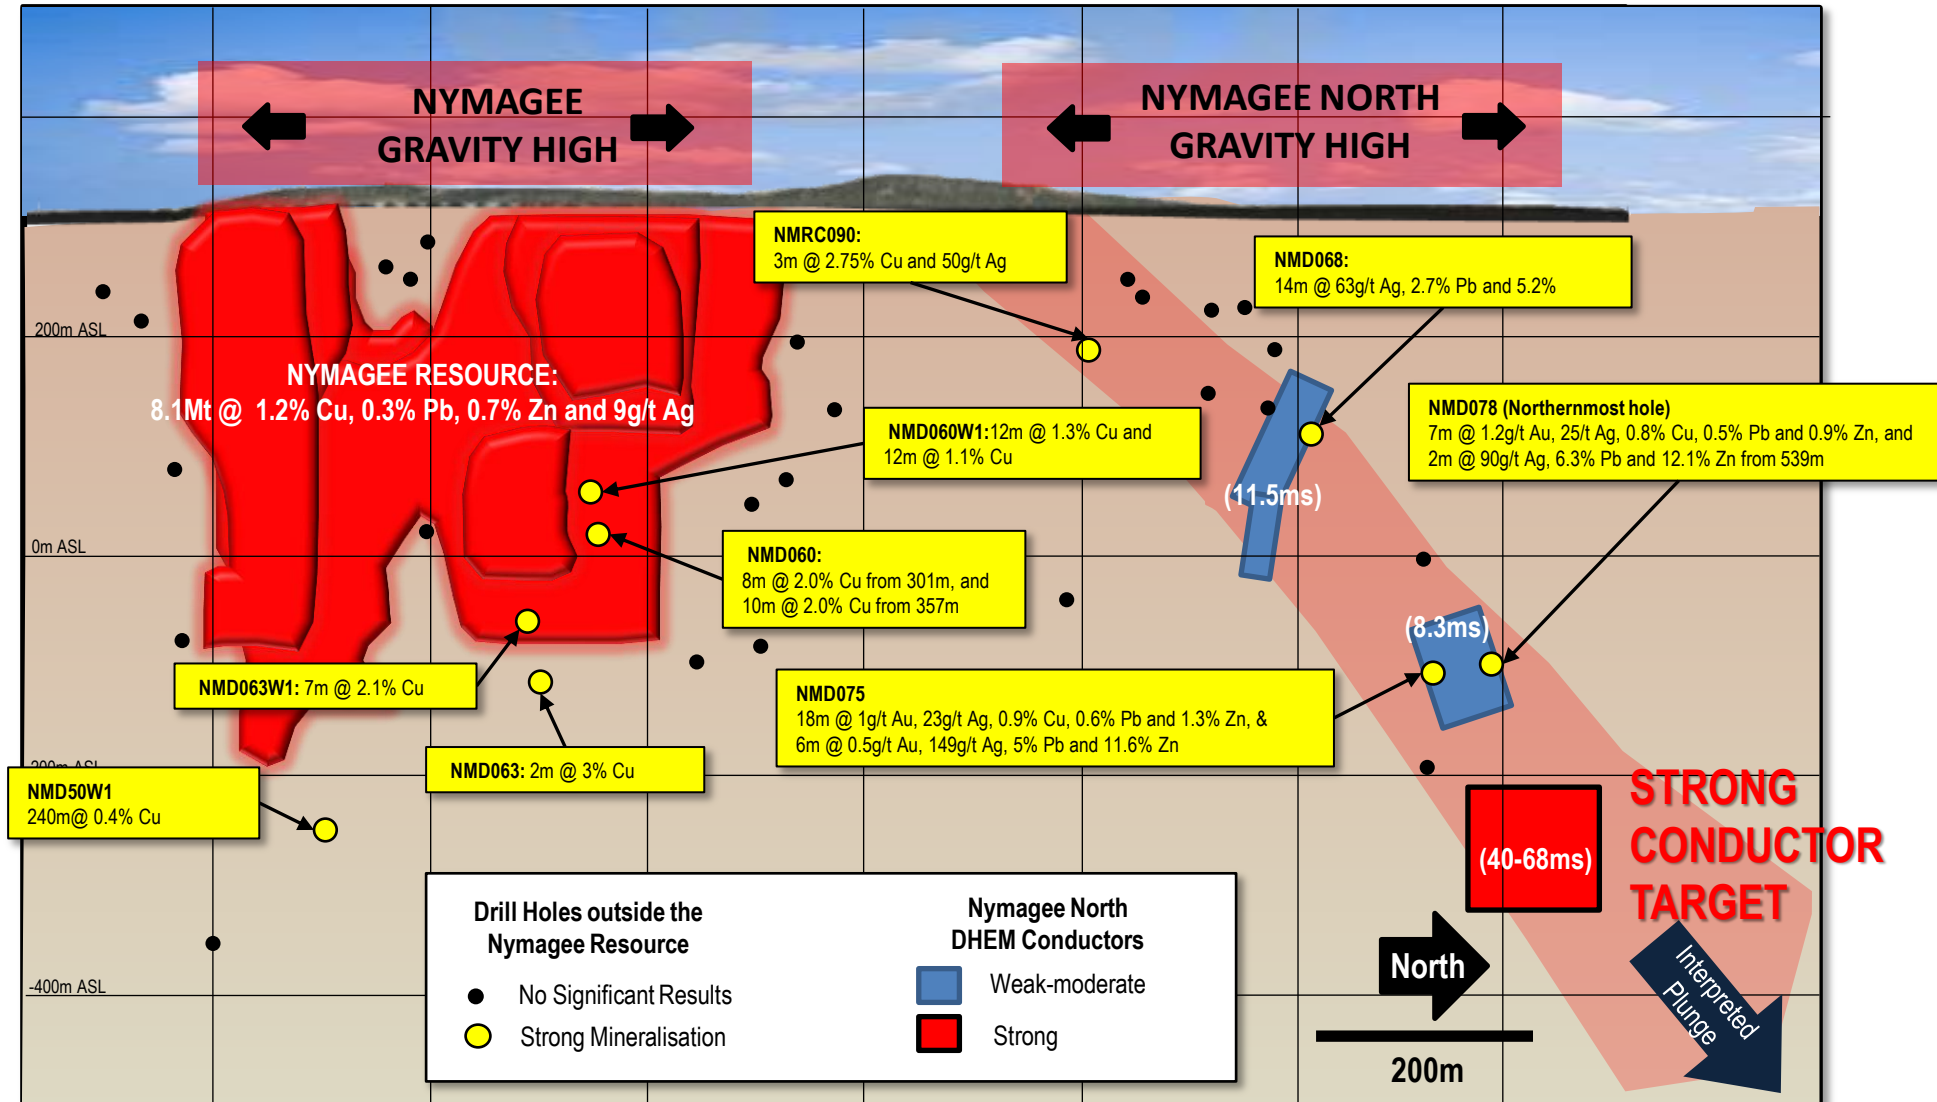 NYMAGEE
GRAVITY HIGH
NYMAGEE NORTH
GRAVITY HIGH
NMRC090:
3m @ 2.75% Cu and 50g/t Ag
NMD068:
14m @ 63g/t Ag, 2.7% Pb and 5.2%
200m ASL
NYMAGEE RESOURCE:
8.1Mt @ 1.2% Cu, 0.3% Pb, 0.7% Zn and 9g/t Ag
NMD078 (Northernmost hole)
7m @ 1.2g/t Au, 25/t Ag, 0.8% Cu, 0.5% Pb and 0.9% Zn, and
2m @ 90g/t Ag, 6.3% Pb and 12.1% Zn from 539m
NMD060W1:12m @ 1.3% Cu and
12m @ 1.1% Cu
(11.5ms)
0m ASL
NMD060:
8m @ 2.0% Cu from 301m, and
10m @ 2.0% Cu from 357m
(8.3ms)
NMD063W1: 7m @ 2.1% Cu
NMD075
18m @ 1g/t Au, 23g/t Ag, 0.9% Cu, 0.6% Pb and 1.3% Zn, &
6m @ 0.5g/t Au, 149g/t Ag, 5% Pb and 11.6% Zn
-200m ASL
NMD063: 2m @ 3% Cu
NMD50W1
240m@ 0.4% Cu
STRONG
CONDUCTOR
TARGET
(40-68ms)
Drill Holes outside the
Nymagee Resource
No Significant Results
Strong Mineralisation
Nymagee North
DHEM Conductors
Weak-moderate
Strong
North
Interpreted
Plunge
-400m ASL
200m